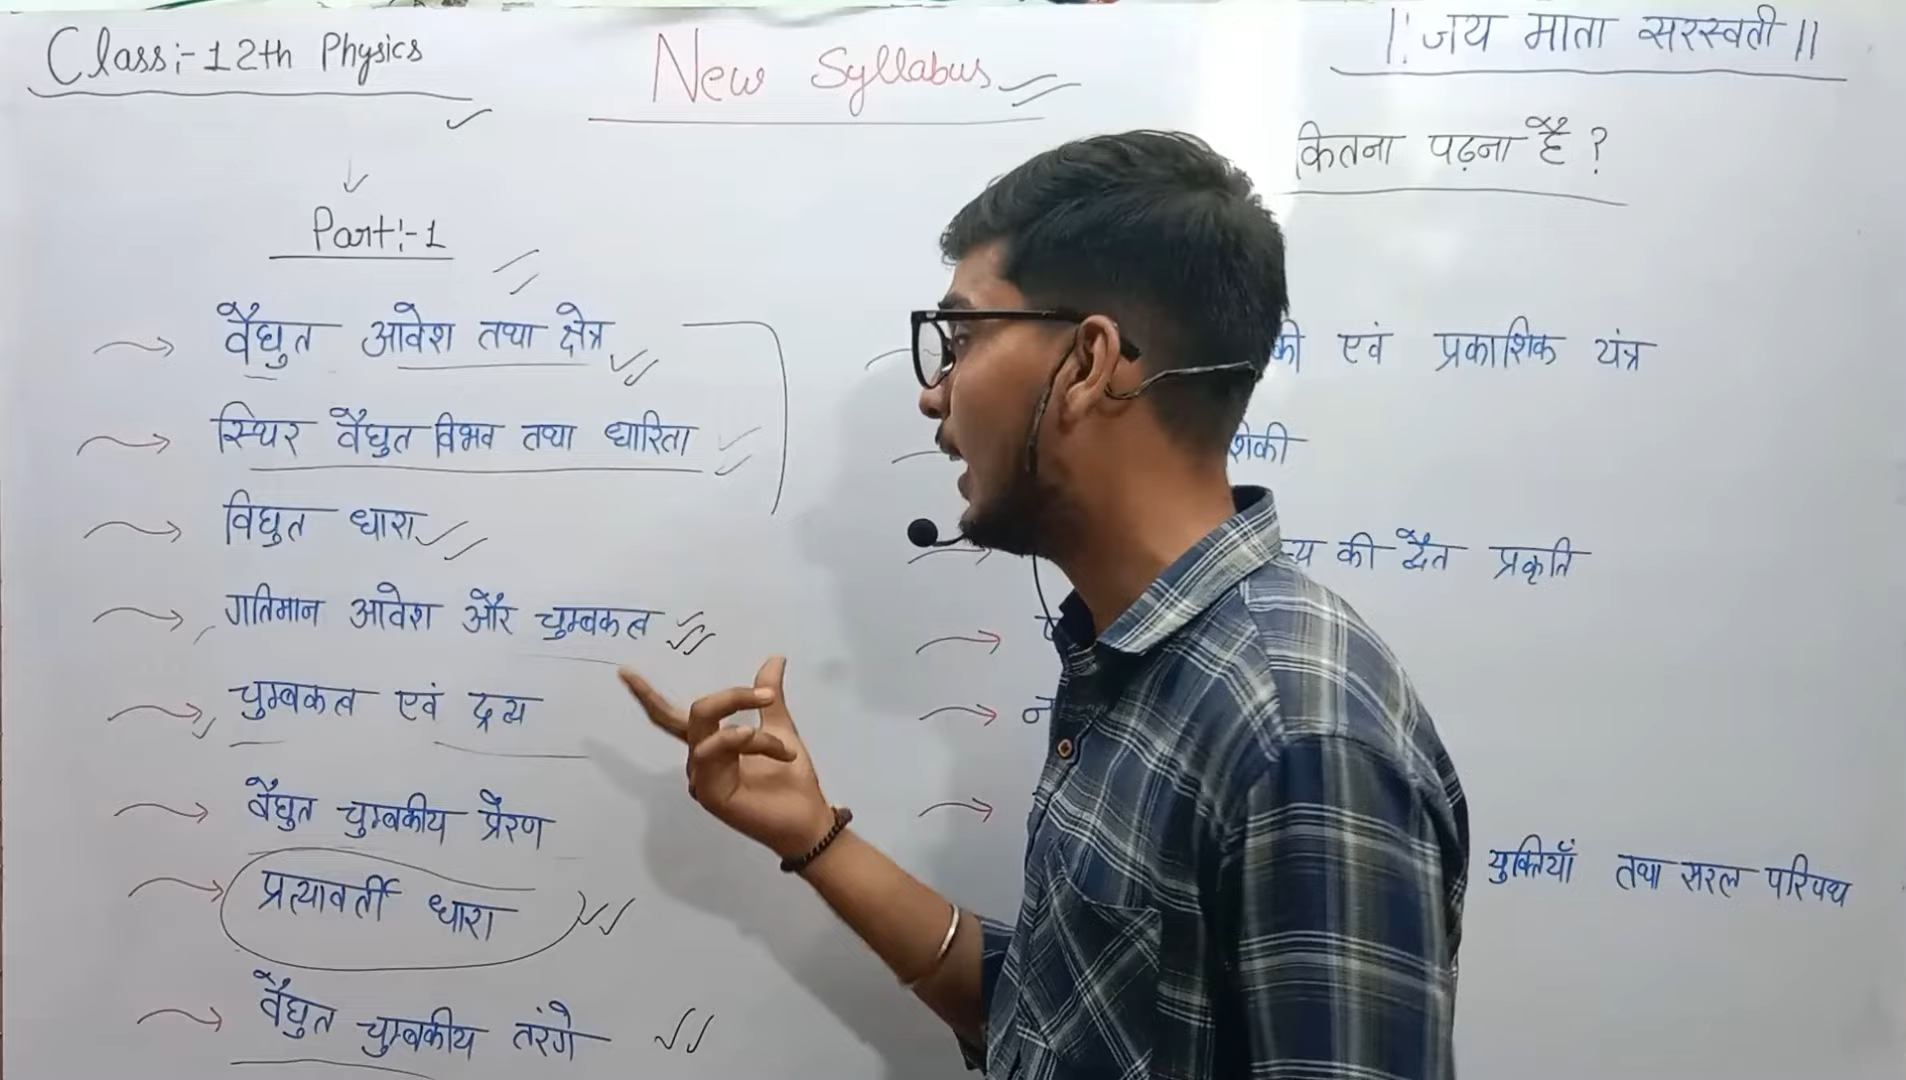 Class:- 12th Physics
New Syllabus
|| जय माता सरस्वती ||
कितना पढ़ना है ?
Part:-1
वैधुत आवेश तथा क्षेत्र
स्थिर वैधुत विभव तथा धारिता
विधुत धारा
गतिमान आवेश और चुम्बकत्व
चुम्बकत्व एवं द्रव्य
वैधुत चुम्बकीय प्रेरण
प्रत्यावर्ती धारा
वैधुत चुम्बकीय तरंगे
एवं प्रकाशिक यंत्र
की द्वैत प्रकृति
युक्तियाँ तथा सरल परिपथ